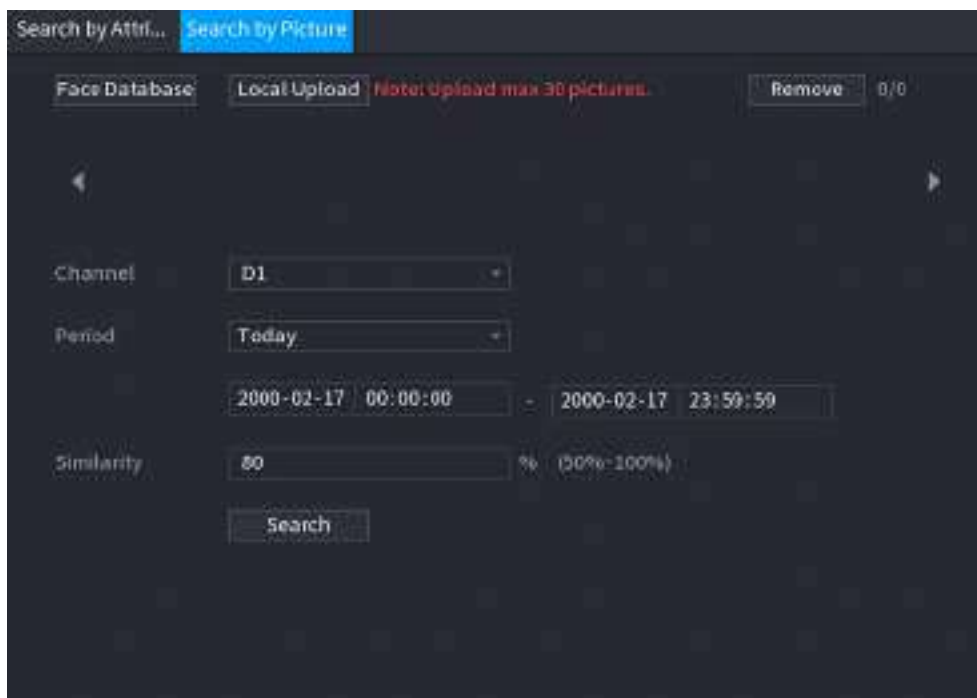 Search by Attri... Search by Picture
Face Database Local Upload Note: Upload max 30 pictures. Remove 0/0
Channel D1
Period Today
2000-02-17 00:00:00 - 2000-02-17 23:59:59
Similarity 80 % (50%-100%)
Search